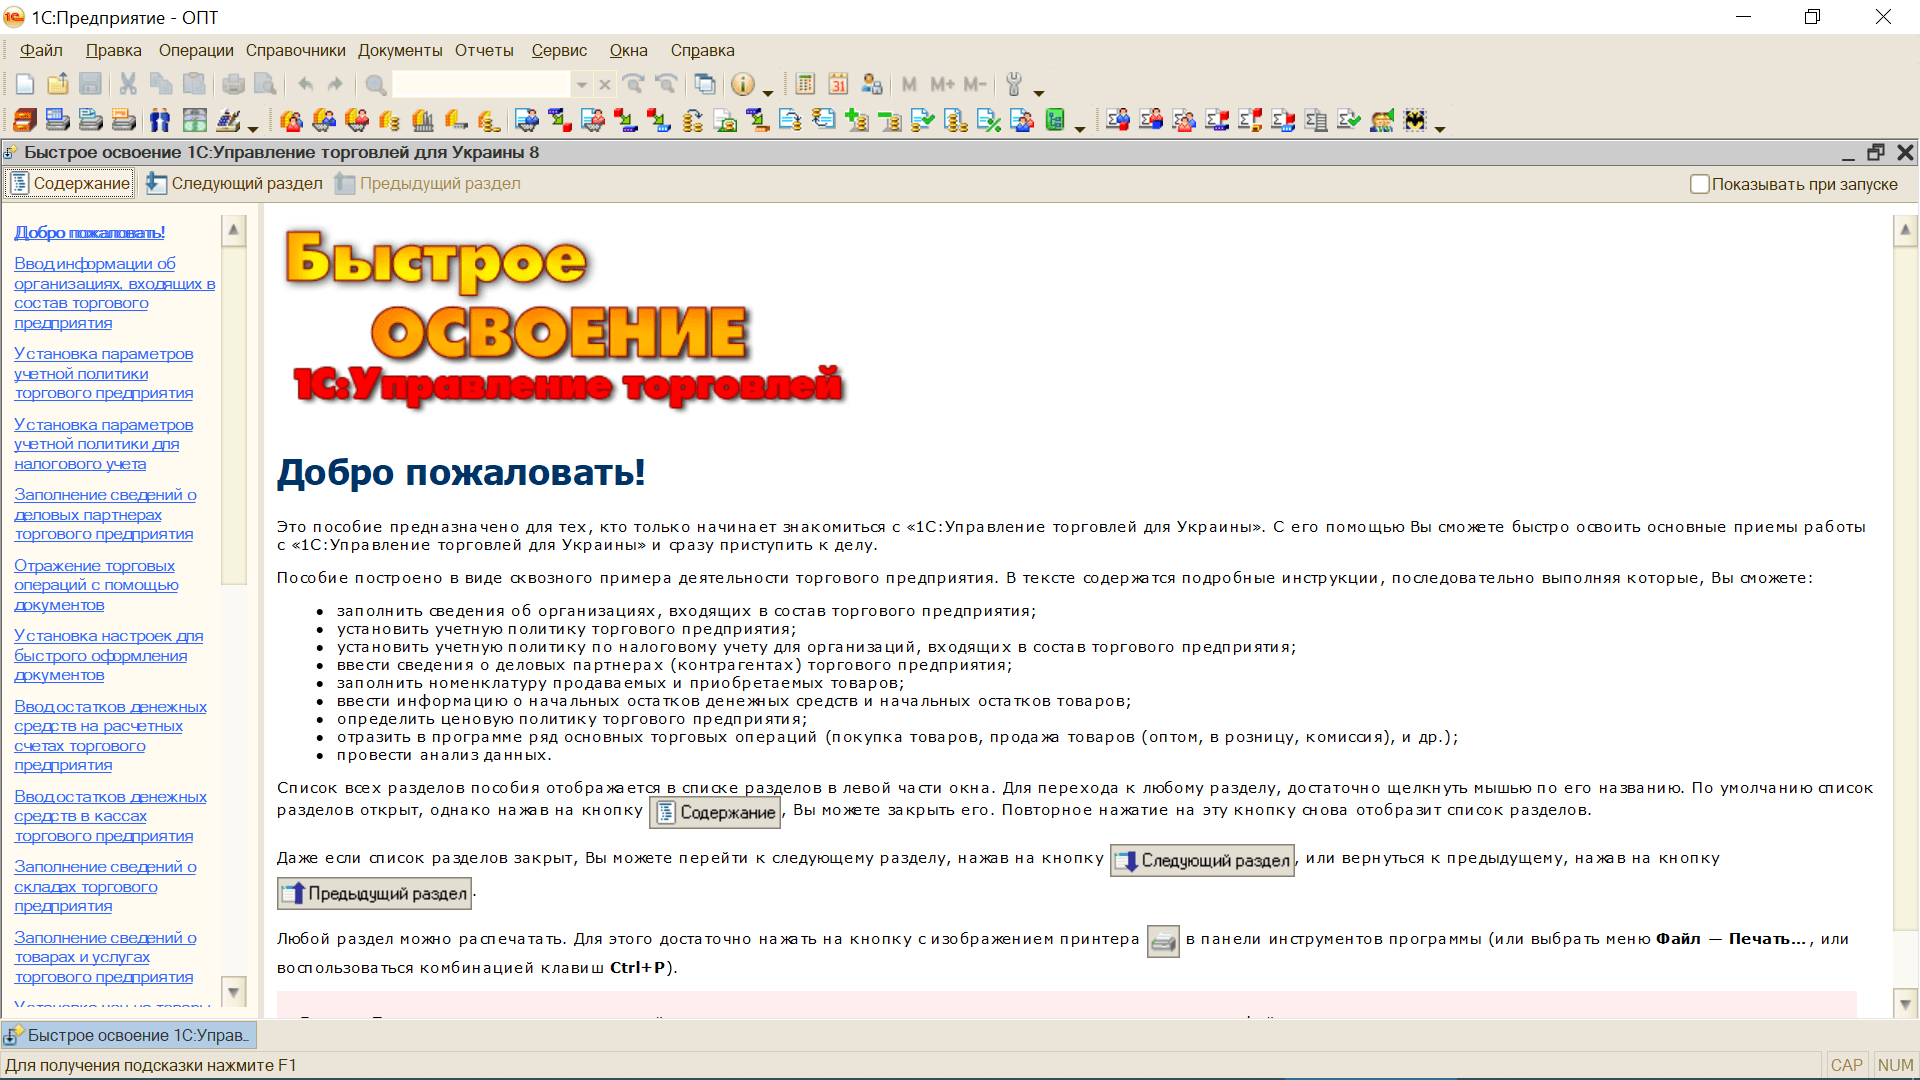 1С:Предприятие - ОПТ
Файл Правка Операции Справочники Документы Отчеты Сервис Окна Справка
M M+ M-
Быстрое освоение 1С:Управление торговлей для Украины 8
Содержание Следующий раздел Предыдущий раздел Показывать при запуске
Добро пожаловать!
Ввод информации об
организациях, входящих в
состав торгового
предприятия
Установка параметров
учетной политики
торгового предприятия
Установка параметров
учетной политики для
налогового учета
Заполнение сведений о
деловых партнерах
торгового предприятия
Отражение торговых
операций с помощью
документов
Установка настроек для
быстрого оформления
документов
Ввод остатков денежных
средств на расчетных
счетах торгового
предприятия
Ввод остатков денежных
средств в кассах
торгового предприятия
Заполнение сведений о
складах торгового
предприятия
Заполнение сведений о
товарах и услугах
торгового предприятия
Быстрое
ОСВОЕНИЕ
1С:Управление торговлей
Добро пожаловать!
Это пособие предназначено для тех, кто только начинает знакомиться с «1С:Управление торговлей для Украины». С его помощью Вы сможете быстро освоить основные приемы работы
с «1С:Управление торговлей для Украины» и сразу приступить к делу.
Пособие построено в виде сквозного примера деятельности торгового предприятия. В тексте содержатся подробные инструкции, последовательно выполняя которые, Вы сможете:
• заполнить сведения об организациях, входящих в состав торгового предприятия;
• установить учетную политику торгового предприятия;
• установить учетную политику по налоговому учету для организаций, входящих в состав торгового предприятия;
• ввести сведения о деловых партнерах (контрагентах) торгового предприятия;
• заполнить номенклатуру продаваемых и приобретаемых товаров;
• ввести информацию о начальных остатков денежных средств и начальных остатков товаров;
• определить ценовую политику торгового предприятия;
• отразить в программе ряд основных торговых операций (покупка товаров, продажа товаров (оптом, в розницу, комиссия), и др.);
• провести анализ данных.
Список всех разделов пособия отображается в списке разделов в левой части окна. Для перехода к любому разделу, достаточно щелкнуть мышью по его названию. По умолчанию список
разделов открыт, однако нажав на кнопку Содержание, Вы можете закрыть его. Повторное нажатие на эту кнопку снова отобразит список разделов.
Даже если список разделов закрыт, Вы можете перейти к следующему разделу, нажав на кнопку Следующий раздел, или вернуться к предыдущему, нажав на кнопку
Предыдущий раздел.
Любой раздел можно распечатать. Для этого достаточно нажать на кнопку с изображением принтера в панели инструментов программы (или выбрать меню Файл — Печать..., или
воспользоваться комбинацией клавиш Ctrl+P).
Быстрое освоение 1С:Управ...
Для получения подсказки нажмите F1
CAP NUM